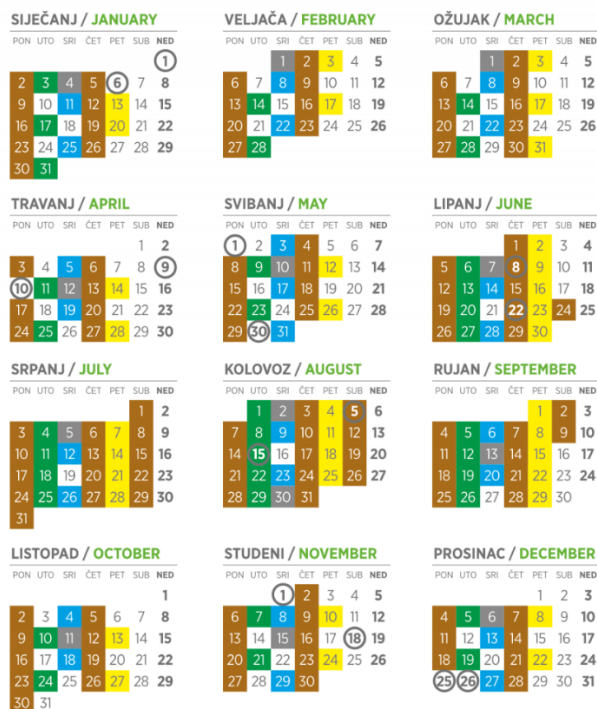 SIJEČANJ / JANUARY
PON UTO SRI ČET PET SUB NED
1
2 3 4 5 6 7 8
9 10 11 12 13 14 15
16 17 18 19 20 21 22
23 24 25 26 27 28 29
30 31
VELJAČA / FEBRUARY
PON UTO SRI ČET PET SUB NED
1 2 3 4 5
6 7 8 9 10 11 12
13 14 15 16 17 18 19
20 21 22 23 24 25 26
27 28
OŽUJAK / MARCH
PON UTO SRI ČET PET SUB NED
1 2 3 4 5
6 7 8 9 10 11 12
13 14 15 16 17 18 19
20 21 22 23 24 25 26
27 28 29 30 31
TRAVANJ / APRIL
PON UTO SRI ČET PET SUB NED
1 2
3 4 5 6 7 8 9
10 11 12 13 14 15 16
17 18 19 20 21 22 23
24 25 26 27 28 29 30
SVIBANJ / MAY
PON UTO SRI ČET PET SUB NED
1 2 3 4 5 6 7
8 9 10 11 12 13 14
15 16 17 18 19 20 21
22 23 24 25 26 27 28
29 30 31
LIPANJ / JUNE
PON UTO SRI ČET PET SUB NED
1 2 3 4
5 6 7 8 9 10 11
12 13 14 15 16 17 18
19 20 21 22 23 24 25
26 27 28 29 30
SRPANJ / JULY
PON UTO SRI ČET PET SUB NED
1 2
3 4 5 6 7 8 9
10 11 12 13 14 15 16
17 18 19 20 21 22 23
24 25 26 27 28 29 30
31
KOLOVOZ / AUGUST
PON UTO SRI ČET PET SUB NED
1 2 3 4 5 6
7 8 9 10 11 12 13
14 15 16 17 18 19 20
21 22 23 24 25 26 27
28 29 30 31
RUJAN / SEPTEMBER
PON UTO SRI ČET PET SUB NED
1 2 3
4 5 6 7 8 9 10
11 12 13 14 15 16 17
18 19 20 21 22 23 24
25 26 27 28 29 30
LISTOPAD / OCTOBER
PON UTO SRI ČET PET SUB NED
1
2 3 4 5 6 7 8
9 10 11 12 13 14 15
16 17 18 19 20 21 22
23 24 25 26 27 28 29
30 31
STUDENI / NOVEMBER
PON UTO SRI ČET PET SUB NED
1 2 3 4 5
6 7 8 9 10 11 12
13 14 15 16 17 18 19
20 21 22 23 24 25 26
27 28 29 30
PROSINAC / DECEMBER
PON UTO SRI ČET PET SUB NED
1 2 3
4 5 6 7 8 9 10
11 12 13 14 15 16 17
18 19 20 21 22 23 24
25 26 27 28 29 30 31